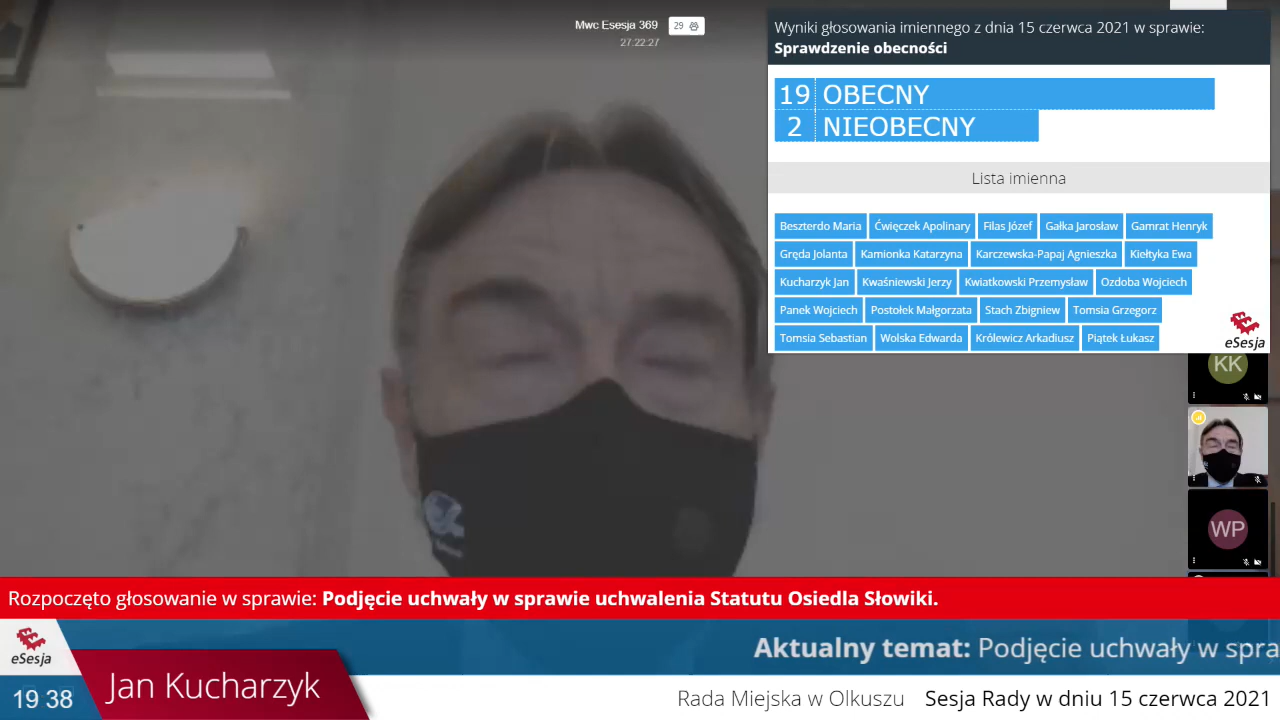 Mwc Esesja 369
29
27:22:27
Wyniki głosowania imiennego z dnia 15 czerwca 2021 w sprawie:
Sprawdzenie obecności
19 OBECNY
2 NIEOBECNY
Lista imienna
Beszterdo Maria Ćwięczek Apolinary Filas Józef Gałka Jarosław Gamrat Henryk
Gręda Jolanta Kamionka Katarzyna Karczewska-Papaj Agnieszka Kiełtyka Ewa
Kucharzyk Jan Kwaśniewski Jerzy Kwiatkowski Przemysław Ozdoba Wojciech
Panek Wojciech Postołek Małgorzata Stach Zbigniew Tomsia Grzegorz
Tomsia Sebastian Wolska Edwarda Królewicz Arkadiusz Piątek Łukasz
eSesja
KK
WP
Rozpoczęto głosowanie w sprawie: Podjęcie uchwały w sprawie uchwalenia Statutu Osiedla Słowiki.
eSesja
Aktualny temat: Podjęcie uchwały w spra
19 38
Jan Kucharzyk
Rada Miejska w Olkuszu Sesja Rady w dniu 15 czerwca 2021